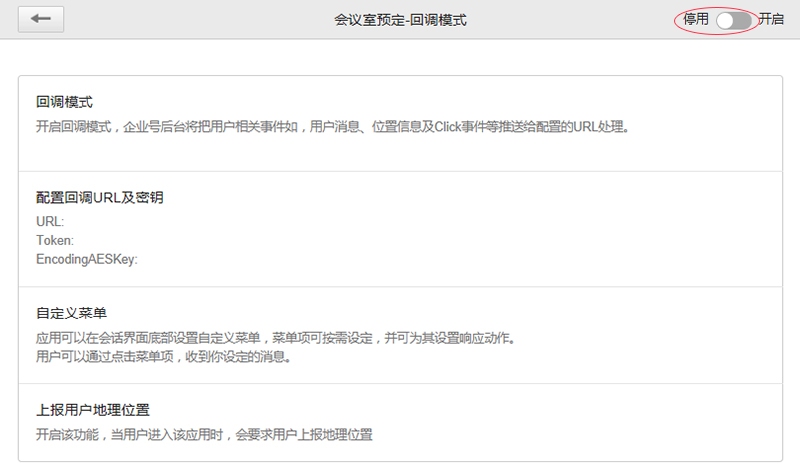 会议室预定-回调模式
停用 开启
回调模式
开启回调模式，企业号后台将把用户相关事件如，用户消息、位置信息及Click事件等推送给配置的URL处理。
配置回调URL及密钥
URL:
Token:
EncodingAESKey:
自定义菜单
应用可以在会话界面底部设置自定义菜单，菜单项可按需设定，并可为其设置响应动作。
用户可以通过点击菜单项，收到你设定的消息。
上报用户地理位置
开启该功能，当用户进入该应用时，会要求用户上报地理位置